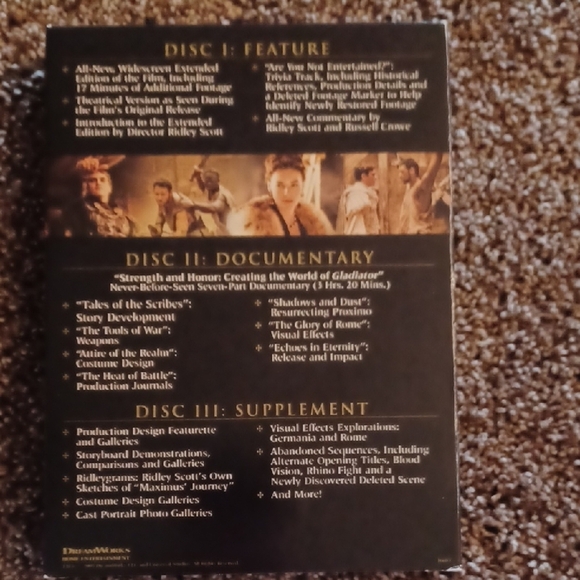 DISC I: FEATURE
All-New, Widescreen Extended
Edition of the Film, Including
17 Minutes of Additional Footage
Theatrical Version as Seen During
the Film's Original Release
Introduction to the Extended
Edition by Director Ridley Scott
"Are You Not Entertained?":
Trivia Track, Including Historical
References, Production Details and
a Deleted Footage Marker to Help
Identify Newly Restored Footage
All-New Commentary by
Ridley Scott and Russell Crowe
DISC II: DOCUMENTARY
"Strength and Honor: Creating the World of Gladiator"
Never-Before-Seen Seven-Part Documentary (3 Hrs. 20 Mins.)
"Tales of the Scribes":
Story Development
"The Tools of War":
Weapons
"Attire of the Realm":
Costume Design
"The Heat of Battle":
Production Journals
"Shadows and Dust":
Resurrecting Proximo
"The Glory of Rome":
Visual Effects
"Echoes in Eternity":
Release and Impact
DISC III: SUPPLEMENT
Production Design Featurette
and Galleries
Storyboard Demonstrations,
Comparisons and Galleries
Ridleygrams: Ridley Scott's Own
Sketches of "Maximus' Journey"
Costume Design Galleries
Cast Portrait Photo Galleries
Visual Effects Explorations:
Germania and Rome
Abandoned Sequences, Including
Alternate Opening Titles, Blood
Vision, Rhino Fight and a
Newly Discovered Deleted Scene
And More!
DREAMWORKS
HOME ENTERTAINMENT